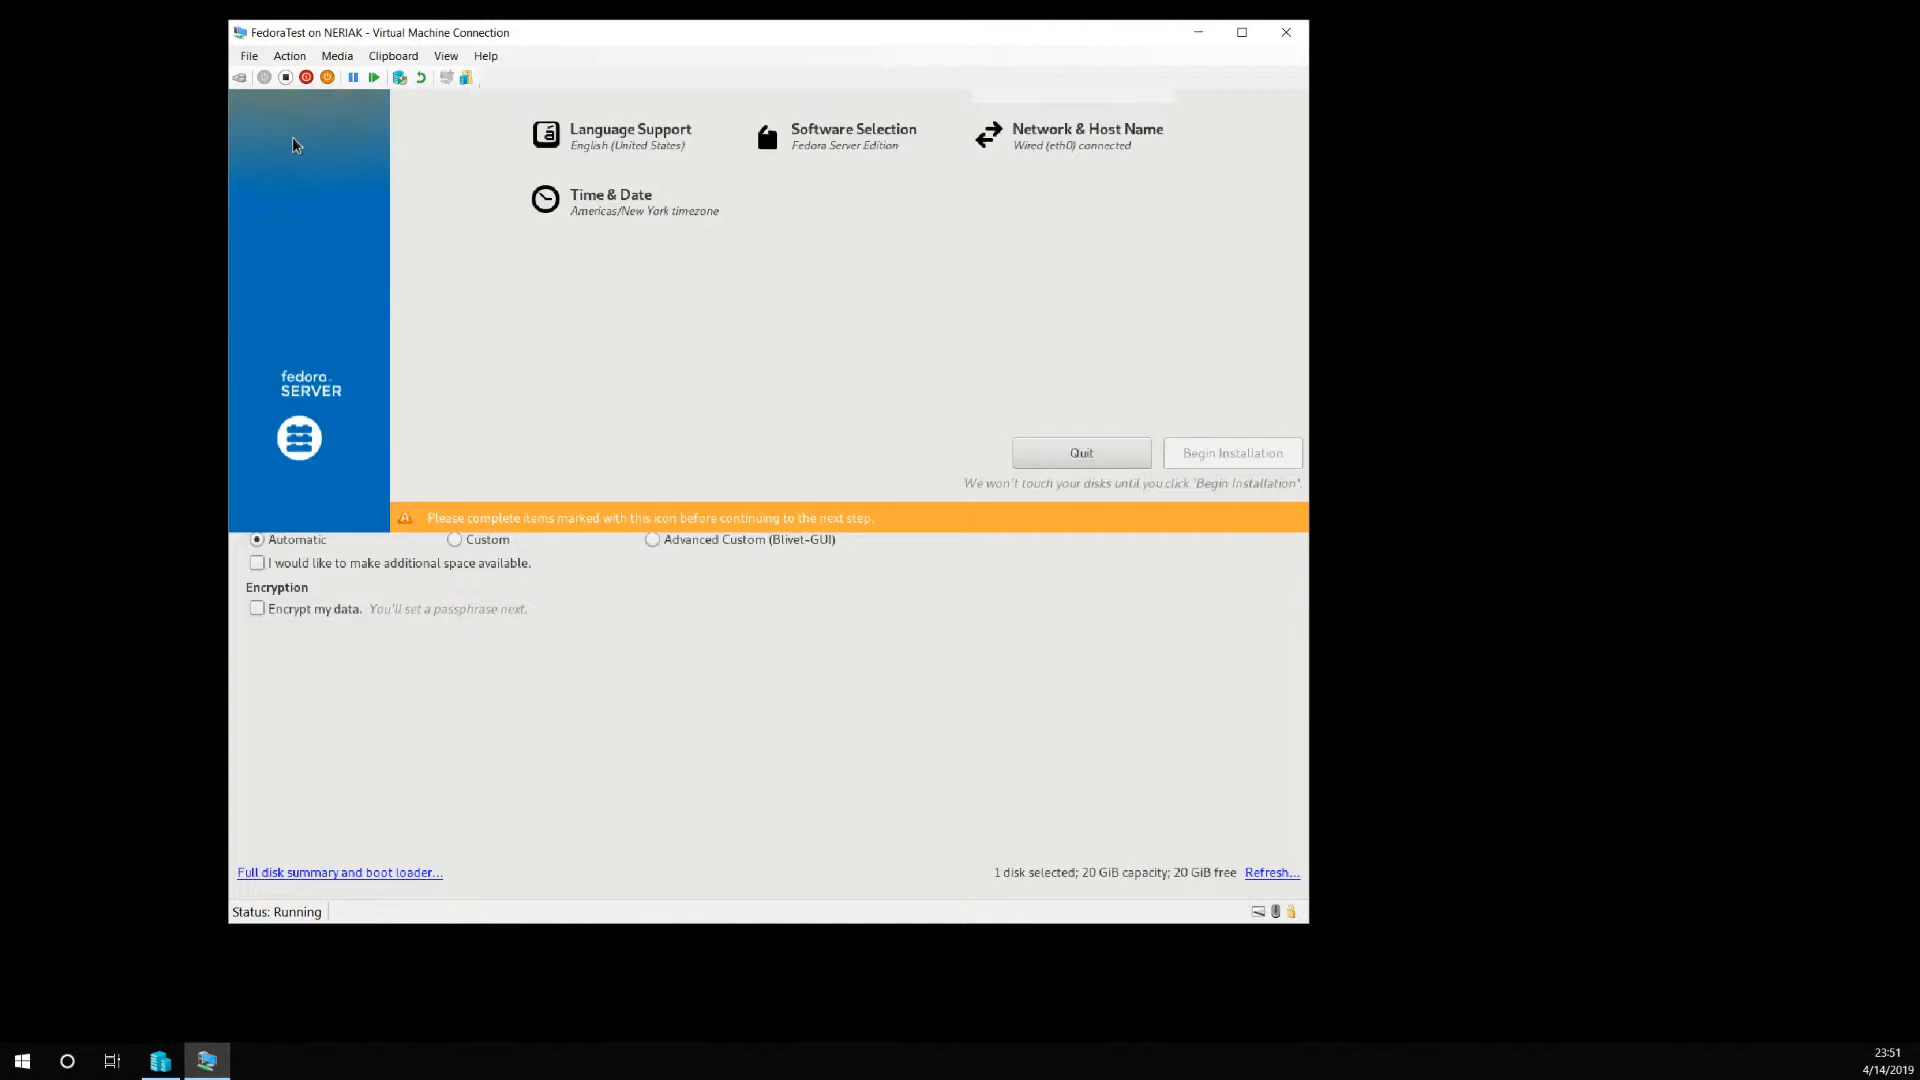 FedoraTest on NERIAK - Virtual Machine Connection
File Action Media Clipboard View Help
Language Support
English (United States)
Software Selection
Fedora Server Edition
Network & Host Name
Wired (eth0) connected
Time & Date
Americas/New York timezone
fedora
SERVER
Quit
Begin Installation
We won't touch your disks until you click 'Begin Installation'.
Please complete items marked with this icon before continuing to the next step.
Automatic
Custom
Advanced Custom (Blivet-GUI)
I would like to make additional space available.
Encryption
Encrypt my data. You'll set a passphrase next.
Full disk summary and boot loader...
1 disk selected; 20 GiB capacity; 20 GiB free Refresh...
Status: Running
23:51
4/14/2019